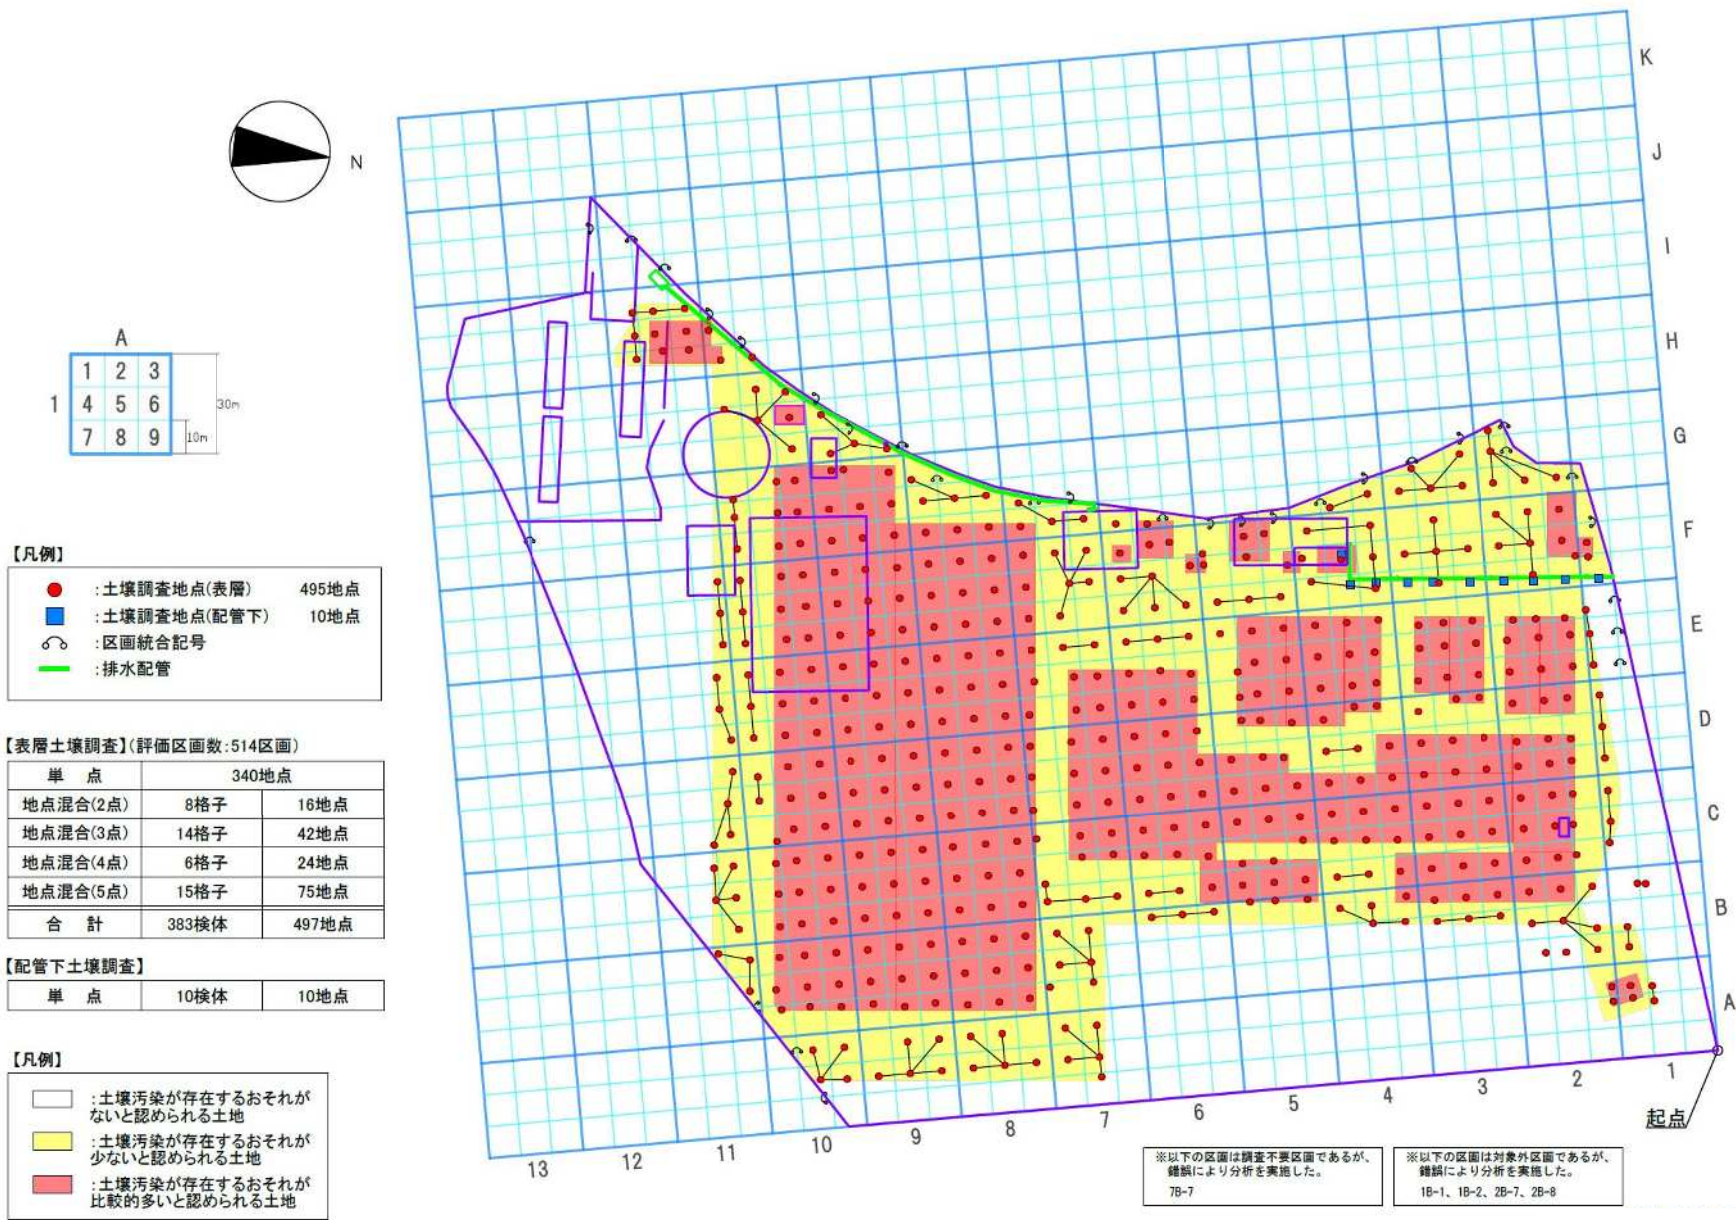 N
A
1 2 3
1 4 5 6
7 8 9
30m
10m
K
J
I
H
G
F
E
D
C
B
A
13 12 11 10 9 8 7 6 5 4 3 2 1
起点
【凡例】
:土壌調査地点(表層) 495地点
:土壌調査地点(配管下) 10地点
:区画統合記号
:排水配管
【表層土壌調査】(評価区画数:514区画)
単 点 340地点
地点混合(2点) 8格子 16地点
地点混合(3点) 14格子 42地点
地点混合(4点) 6格子 24地点
地点混合(5点) 15格子 75地点
合 計 383検体 497地点
【配管下土壌調査】
単 点 10検体 10地点
【凡例】
:土壌汚染が存在するおそれが
ないと認められる土地
:土壌汚染が存在するおそれが
少ないと認められる土地
:土壌汚染が存在するおそれが
比較的多いと認められる土地
※以下の区画は調査不要区画であるが、
錯誤により分析を実施した。
7B-7
※以下の区画は対象外区画であるが、
錯誤により分析を実施した。
1B-1、1B-2、2B-7、2B-8